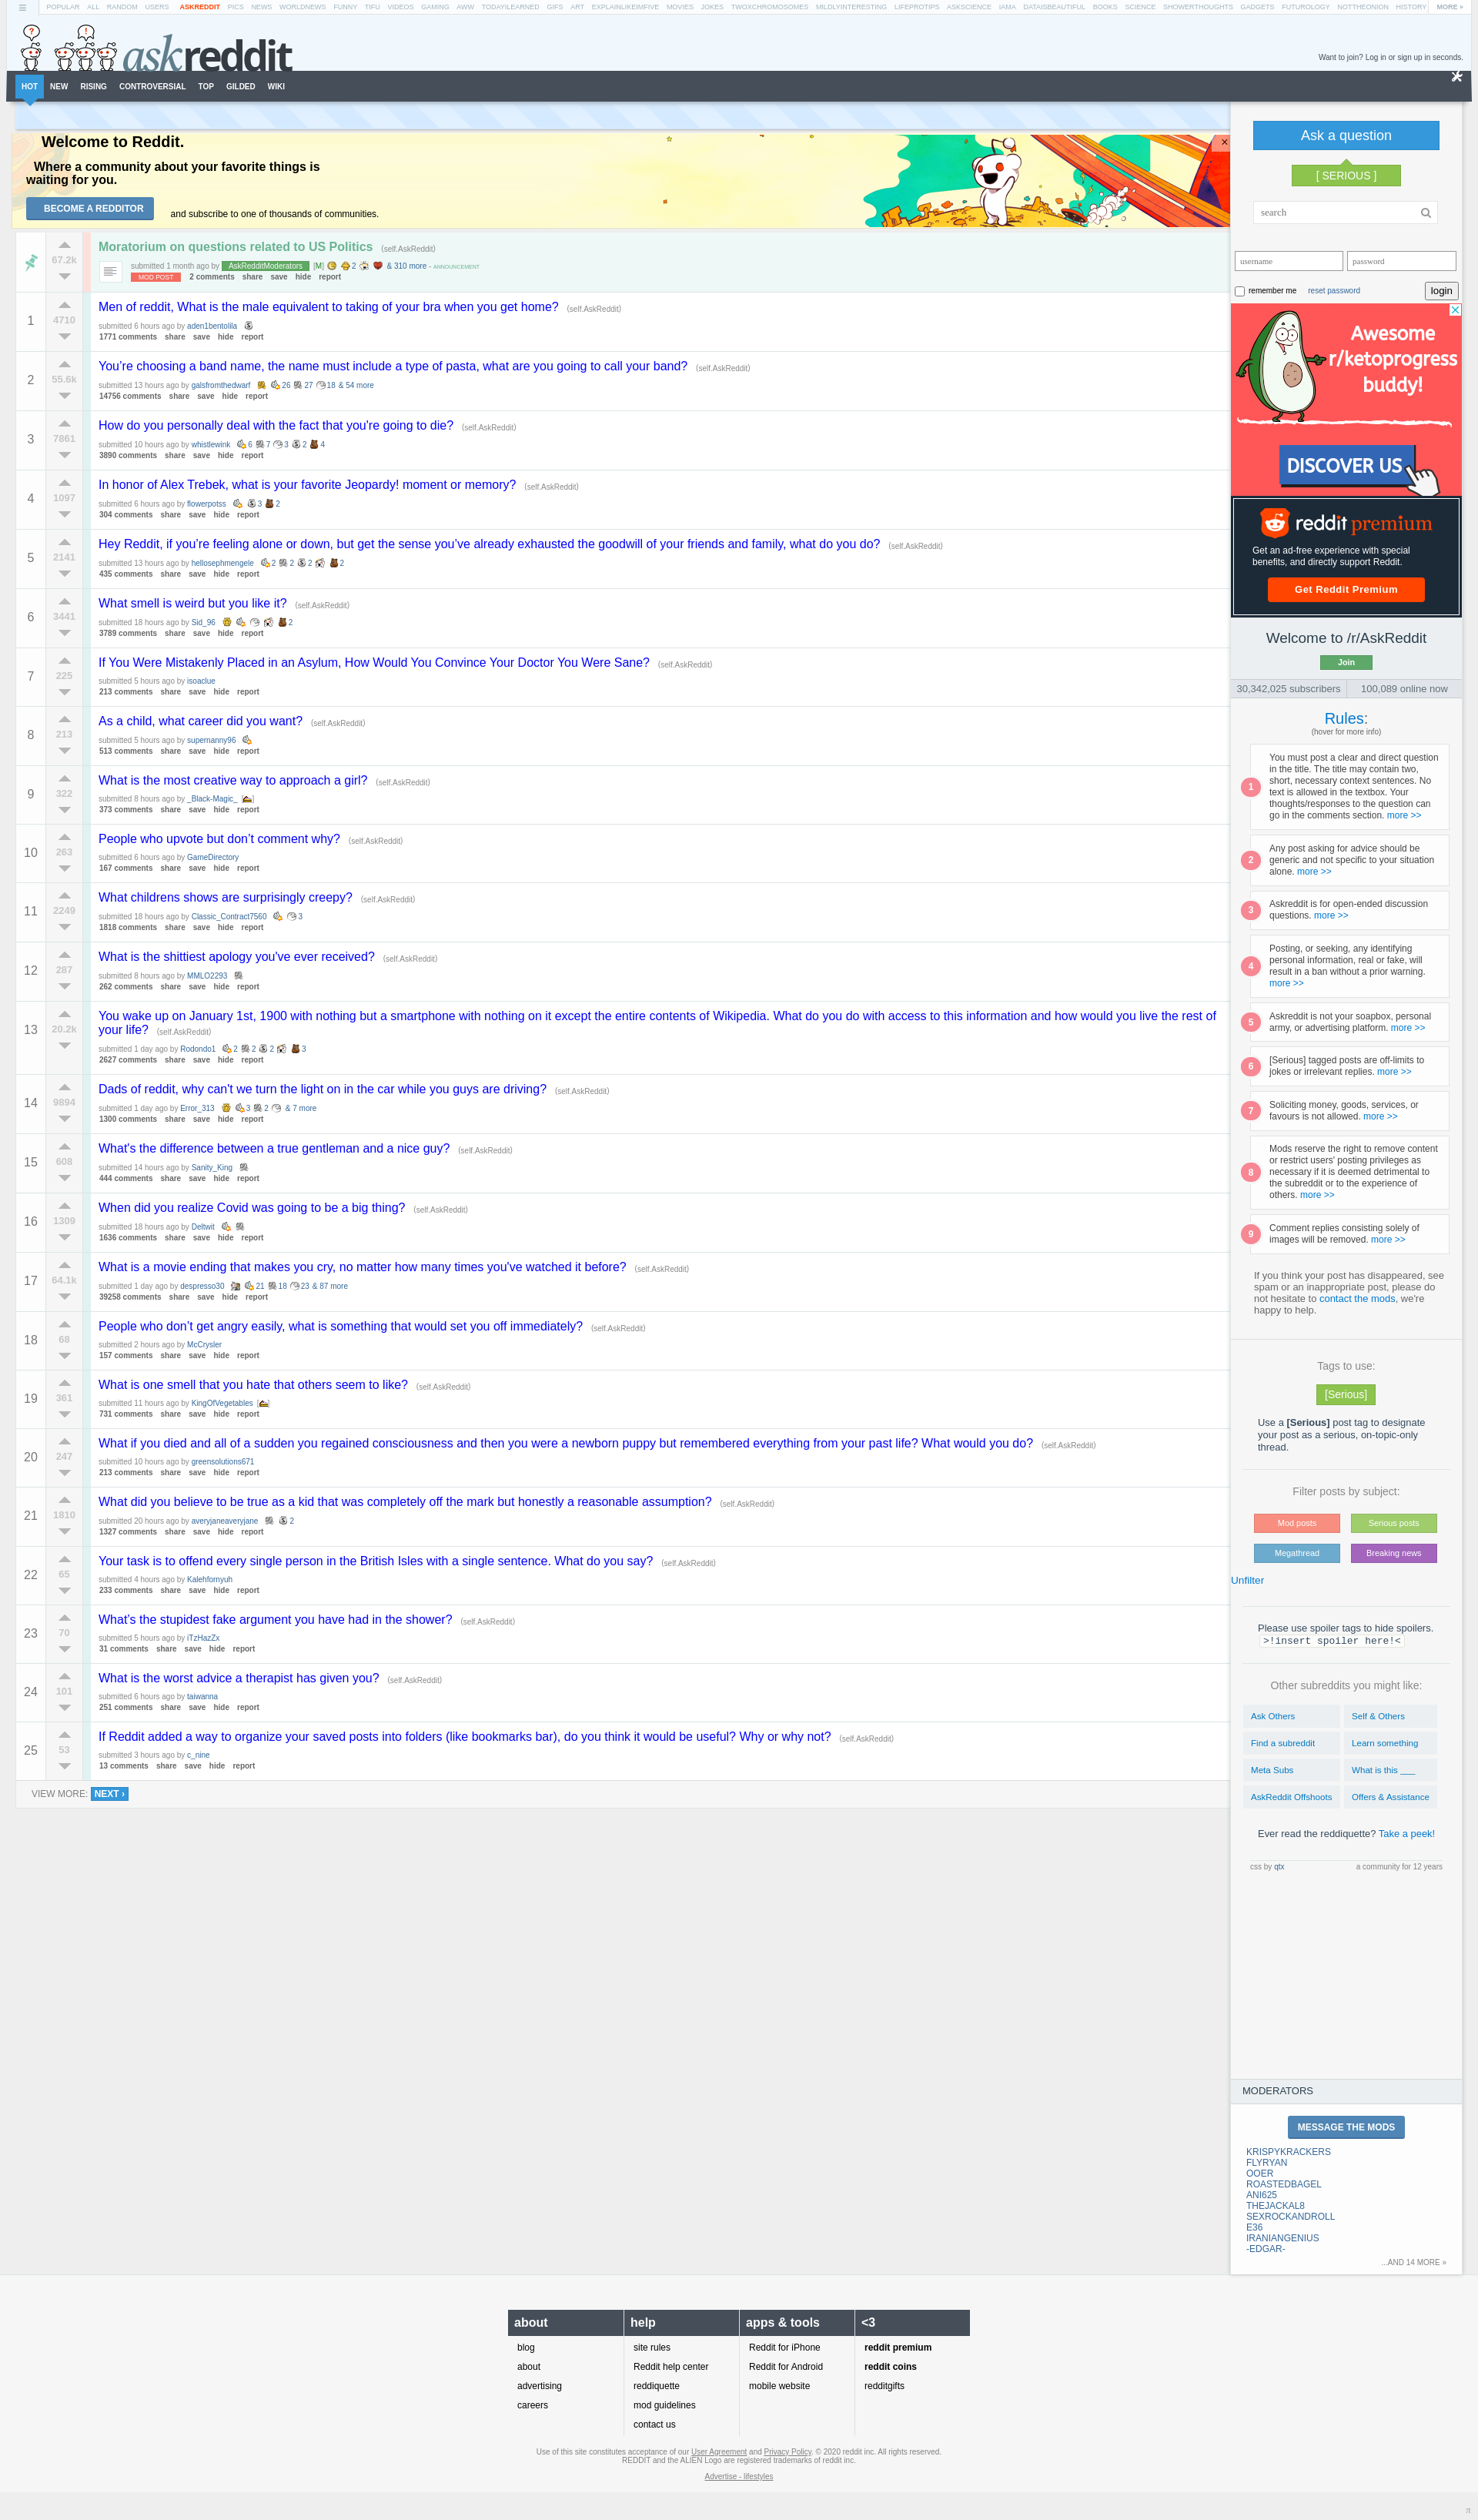 ≡ POPULAR ALL RANDOM USERS ASKREDDIT PICS NEWS WORLDNEWS FUNNY TIFU VIDEOS GAMING AWW TODAYILEARNED GIFS ART EXPLAINLIKEIMFIVE MOVIES JOKES TWOXCHROMOSOMES MILDLYINTERESTING LIFEPROTIPS ASKSCIENCE IAMA DATAISBEAUTIFUL BOOKS SCIENCE SHOWERTHOUGHTS GADGETS FUTUROLOGY NOTTHEONION HISTORY MORE »
? !
askreddit
Want to join? Log in or sign up in seconds.
HOT NEW RISING CONTROVERSIAL TOP GILDED WIKI
Welcome to Reddit.
Where a community about your favorite things is
waiting for you.
BECOME A REDDITOR and subscribe to one of thousands of communities.
×
67.2k
Moratorium on questions related to US Politics (self.AskReddit)
submitted 1 month ago by AskRedditModerators [M] 2 & 310 more - ANNOUNCEMENT
MOD POST 2 comments share save hide report
1 4710
Men of reddit, What is the male equivalent to taking of your bra when you get home? (self.AskReddit)
submitted 6 hours ago by aden1bentolila
1771 comments share save hide report
2 55.6k
You’re choosing a band name, the name must include a type of pasta, what are you going to call your band? (self.AskReddit)
submitted 13 hours ago by galsfromthedwarf 26 27 18 & 54 more
14756 comments share save hide report
3 7861
How do you personally deal with the fact that you're going to die? (self.AskReddit)
submitted 10 hours ago by whistlewink 6 7 3 2 4
3890 comments share save hide report
4 1097
In honor of Alex Trebek, what is your favorite Jeopardy! moment or memory? (self.AskReddit)
submitted 6 hours ago by flowerpotss 3 2
304 comments share save hide report
5 2141
Hey Reddit, if you’re feeling alone or down, but get the sense you’ve already exhausted the goodwill of your friends and family, what do you do? (self.AskReddit)
submitted 13 hours ago by hellosephmengele 2 2 2 2
435 comments share save hide report
6 3441
What smell is weird but you like it? (self.AskReddit)
submitted 18 hours ago by Sid_96 2
3789 comments share save hide report
7 225
If You Were Mistakenly Placed in an Asylum, How Would You Convince Your Doctor You Were Sane? (self.AskReddit)
submitted 5 hours ago by isoaclue
213 comments share save hide report
8 213
As a child, what career did you want? (self.AskReddit)
submitted 5 hours ago by supernanny96
513 comments share save hide report
9 322
What is the most creative way to approach a girl? (self.AskReddit)
submitted 8 hours ago by _Black-Magic_ []
373 comments share save hide report
10 263
People who upvote but don’t comment why? (self.AskReddit)
submitted 6 hours ago by GameDirectory
167 comments share save hide report
11 2249
What childrens shows are surprisingly creepy? (self.AskReddit)
submitted 18 hours ago by Classic_Contract7560 3
1818 comments share save hide report
12 287
What is the shittiest apology you've ever received? (self.AskReddit)
submitted 8 hours ago by MMLO2293
262 comments share save hide report
13 20.2k
You wake up on January 1st, 1900 with nothing but a smartphone with nothing on it except the entire contents of Wikipedia. What do you do with access to this information and how would you live the rest of
your life? (self.AskReddit)
submitted 1 day ago by Rodondo1 2 2 2 3
2627 comments share save hide report
14 9894
Dads of reddit, why can't we turn the light on in the car while you guys are driving? (self.AskReddit)
submitted 1 day ago by Error_313 3 2 & 7 more
1300 comments share save hide report
15 608
What's the difference between a true gentleman and a nice guy? (self.AskReddit)
submitted 14 hours ago by Sanity_King
444 comments share save hide report
16 1309
When did you realize Covid was going to be a big thing? (self.AskReddit)
submitted 18 hours ago by Deltwit
1636 comments share save hide report
17 64.1k
What is a movie ending that makes you cry, no matter how many times you've watched it before? (self.AskReddit)
submitted 1 day ago by despresso30 21 18 23 & 87 more
39258 comments share save hide report
18 68
People who don’t get angry easily, what is something that would set you off immediately? (self.AskReddit)
submitted 2 hours ago by McCrysler
157 comments share save hide report
19 361
What is one smell that you hate that others seem to like? (self.AskReddit)
submitted 11 hours ago by KingOfVegetables []
731 comments share save hide report
20 247
What if you died and all of a sudden you regained consciousness and then you were a newborn puppy but remembered everything from your past life? What would you do? (self.AskReddit)
submitted 10 hours ago by greensolutions671
213 comments share save hide report
21 1810
What did you believe to be true as a kid that was completely off the mark but honestly a reasonable assumption? (self.AskReddit)
submitted 20 hours ago by averyjaneaveryjane 2
1327 comments share save hide report
22 65
Your task is to offend every single person in the British Isles with a single sentence. What do you say? (self.AskReddit)
submitted 4 hours ago by Kalehfornyuh
233 comments share save hide report
23 70
What’s the stupidest fake argument you have had in the shower? (self.AskReddit)
submitted 5 hours ago by iTzHazZx
31 comments share save hide report
24 101
What is the worst advice a therapist has given you? (self.AskReddit)
submitted 6 hours ago by taiwanna
251 comments share save hide report
25 53
If Reddit added a way to organize your saved posts into folders (like bookmarks bar), do you think it would be useful? Why or why not? (self.AskReddit)
submitted 3 hours ago by c_nine
13 comments share save hide report
VIEW MORE: NEXT ›
Ask a question
[ SERIOUS ]
search
username password
remember me reset password login
Awesome
r/ketoprogress
buddy!
DISCOVER US
reddit premium
Get an ad-free experience with special
benefits, and directly support Reddit.
Get Reddit Premium
Welcome to /r/AskReddit
Join
30,342,025 subscribers 100,089 online now
Rules:
(hover for more info)
1 You must post a clear and direct question
in the title. The title may contain two,
short, necessary context sentences. No
text is allowed in the textbox. Your
thoughts/responses to the question can
go in the comments section. more >>
2 Any post asking for advice should be
generic and not specific to your situation
alone. more >>
3 Askreddit is for open-ended discussion
questions. more >>
4 Posting, or seeking, any identifying
personal information, real or fake, will
result in a ban without a prior warning.
more >>
5 Askreddit is not your soapbox, personal
army, or advertising platform. more >>
6 [Serious] tagged posts are off-limits to
jokes or irrelevant replies. more >>
7 Soliciting money, goods, services, or
favours is not allowed. more >>
8 Mods reserve the right to remove content
or restrict users' posting privileges as
necessary if it is deemed detrimental to
the subreddit or to the experience of
others. more >>
9 Comment replies consisting solely of
images will be removed. more >>
If you think your post has disappeared, see
spam or an inappropriate post, please do
not hesitate to contact the mods, we're
happy to help.
Tags to use:
[Serious]
Use a [Serious] post tag to designate
your post as a serious, on-topic-only
thread.
Filter posts by subject:
Mod posts Serious posts
Megathread Breaking news
Unfilter
Please use spoiler tags to hide spoilers.
>!insert spoiler here!<
Other subreddits you might like:
Ask Others Self & Others
Find a subreddit Learn something
Meta Subs What is this ___
AskReddit Offshoots Offers & Assistance
Ever read the reddiquette? Take a peek!
css by qtx a community for 12 years
MODERATORS
MESSAGE THE MODS
KRISPYKRACKERS
FLYRYAN
OOER
ROASTEDBAGEL
ANI625
THEJACKAL8
SEXROCKANDROLL
E36
IRANIANGENIUS
-EDGAR-
...AND 14 MORE »
about help apps & tools <3
blog site rules Reddit for iPhone reddit premium
about Reddit help center Reddit for Android reddit coins
advertising reddiquette mobile website redditgifts
careers mod guidelines
contact us
Use of this site constitutes acceptance of our User Agreement and Privacy Policy. © 2020 reddit inc. All rights reserved.
REDDIT and the ALIEN Logo are registered trademarks of reddit inc.
Advertise - lifestyles
π